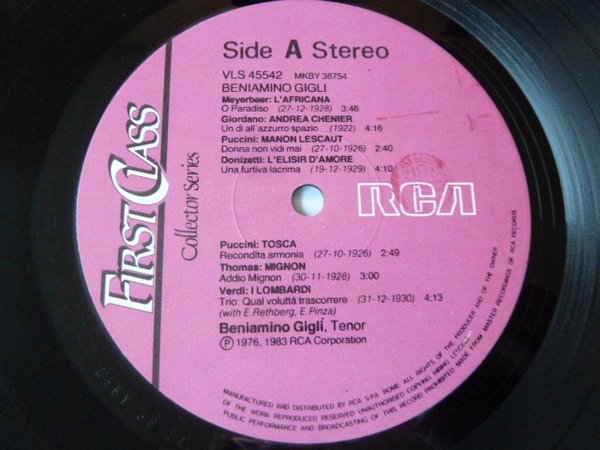 Side A Stereo
VLS 45542 MKBY 38754
BENIAMINO GIGLI
Meyerbeer: L'AFRICANA
O Paradiso (27-12-1928) 3:46
Giordano: ANDREA CHENIER
Un di all'azzurro spazio (1922) 4:16
Puccini: MANON LESCAUT
Donna non vidi mai (27-10-1926) 2:40
Donizetti: L'ELISIR D'AMORE
Una furtiva lacrima (19-12-1929) 4:10
FIRST CLASS
Collector Series
RCA
Puccini: TOSCA
Recondita armonia (27-10-1926) 2:49
Thomas: MIGNON
Addio Mignon (30-11-1928) 3:00
Verdi: I LOMBARDI
Trio: Qual voluttà trascorrere (31-12-1930) 4:13
(with E. Rethberg, E. Pinza)
Beniamino Gigli, Tenor
Ⓟ 1976, 1983 RCA Corporation
MANUFACTURED AND DISTRIBUTED BY RCA S.P.A. ROME. ALL RIGHTS OF THE PRODUCER AND OF THE OWNER
OF THE WORK REPRODUCED RESERVED UNAUTHORISED COPYING HIRING LENDING
PUBLIC PERFORMANCE AND BROADCASTING OF THIS RECORD PROHIBITED MADE FROM MASTER RECORDINGS OF RCA RECORDS